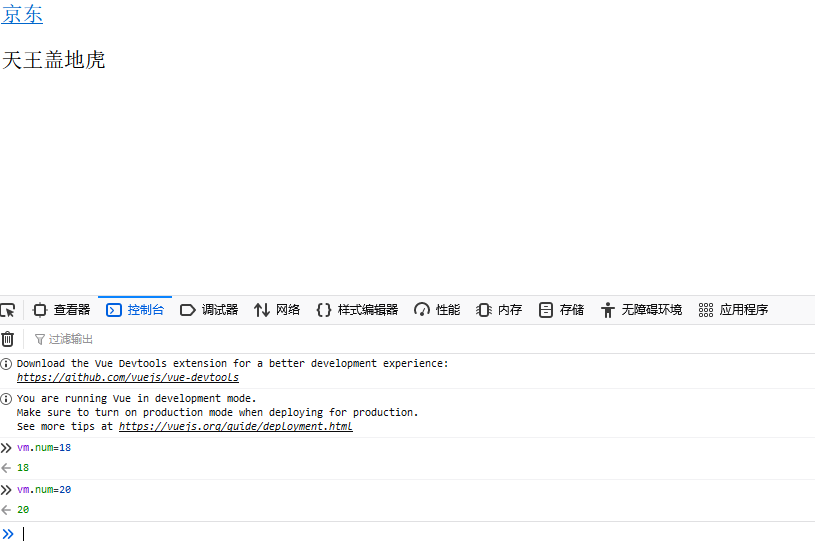 京东
天王盖地虎
查看器 控制台 调试器 网络 样式编辑器 性能 内存 存储 无障碍环境 应用程序
过滤输出
Download the Vue Devtools extension for a better development experience:
https://github.com/vuejs/vue-devtools
You are running Vue in development mode.
Make sure to turn on production mode when deploying for production.
See more tips at https://vuejs.org/guide/deployment.html
vm.num=18
18
vm.num=20
20